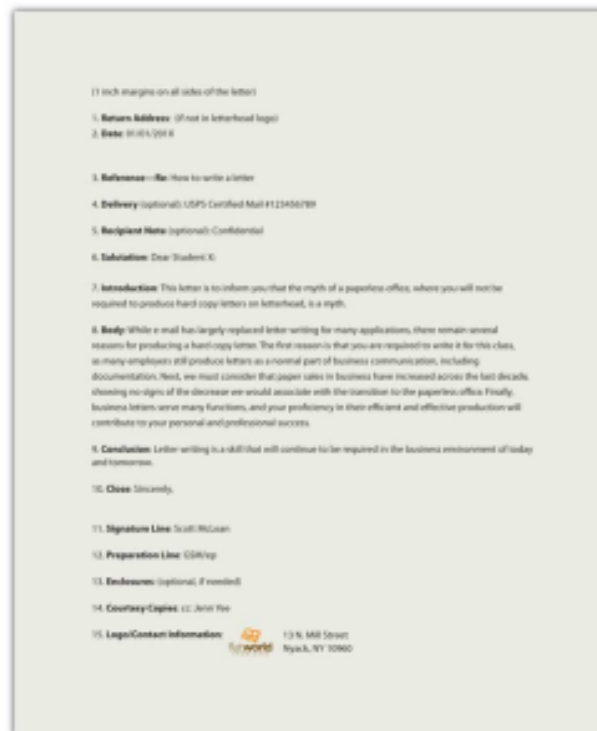 (1 inch margins on all sides of the letter)
1. Return Address: (if not in letterhead logo)
2. Date: 01/01/2010
3. Reference—Re: How to write a letter
4. Delivery (optional): USPS Certified Mail #123456789
5. Recipient Note (optional): Confidential
6. Salutation: Dear Student X:
7. Introduction: This letter is to inform you that the myth of a paperless office, where you will not be
required to produce hard copy letters on letterhead, is a myth.
8. Body: While e-mail has largely replaced letter writing for many applications, there remain several
reasons for producing a hard copy letter. The first reason is that you are required to write it for this class,
as many employers still produce letters as a normal part of business communication, including
documentation. Next, we must consider that paper sales in business have increased across the last decade,
showing no signs of the decrease we would associate with the transition to the paperless office. Finally,
business letters serve many functions, and your proficiency in their efficient and effective production will
contribute to your personal and professional success.
9. Conclusion: Letter writing is a skill that will continue to be required in the business environment of today
and tomorrow.
10. Close: Sincerely,
11. Signature Line: Scott McLean
12. Preparation Line: GSM/ep
13. Enclosures: (optional, if needed)
14. Courtesy Copies: cc: Jenn Yee
15. Logo/Contact Information:
flatworld
13 N. Mill Street
Nyack, NY 10960